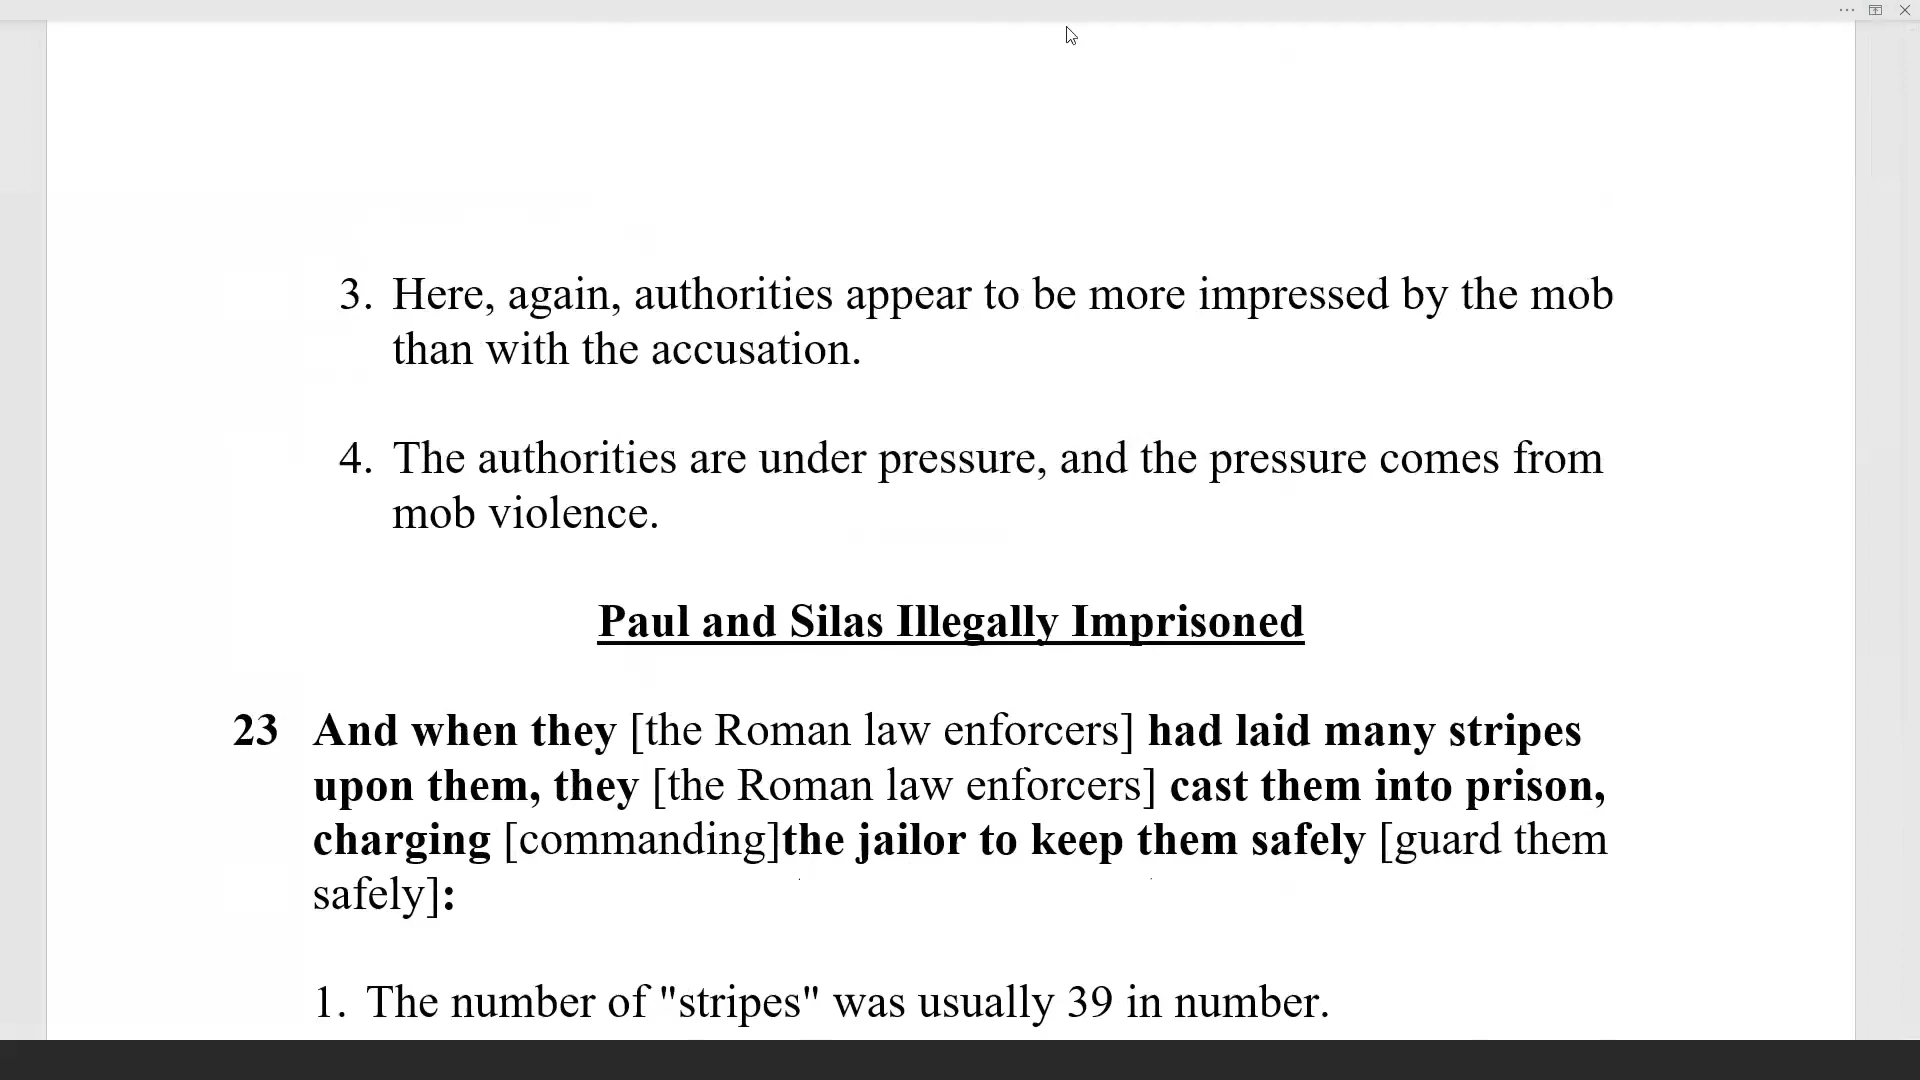 3. Here, again, authorities appear to be more impressed by the mob
than with the accusation.
4. The authorities are under pressure, and the pressure comes from
mob violence.
Paul and Silas Illegally Imprisoned
23 And when they [the Roman law enforcers] had laid many stripes
upon them, they [the Roman law enforcers] cast them into prison,
charging [commanding]the jailor to keep them safely [guard them
safely]:
1. The number of "stripes" was usually 39 in number.